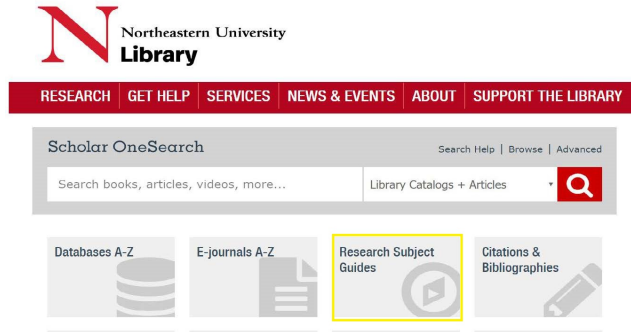 N
Northeastern University
Library
RESEARCH GET HELP SERVICES NEWS & EVENTS ABOUT SUPPORT THE LIBRARY
Scholar OneSearch
Search Help | Browse | Advanced
Search books, articles, videos, more...
Library Catalogs + Articles
Databases A-Z
E-journals A-Z
Research Subject
Guides
Citations &
Bibliographies